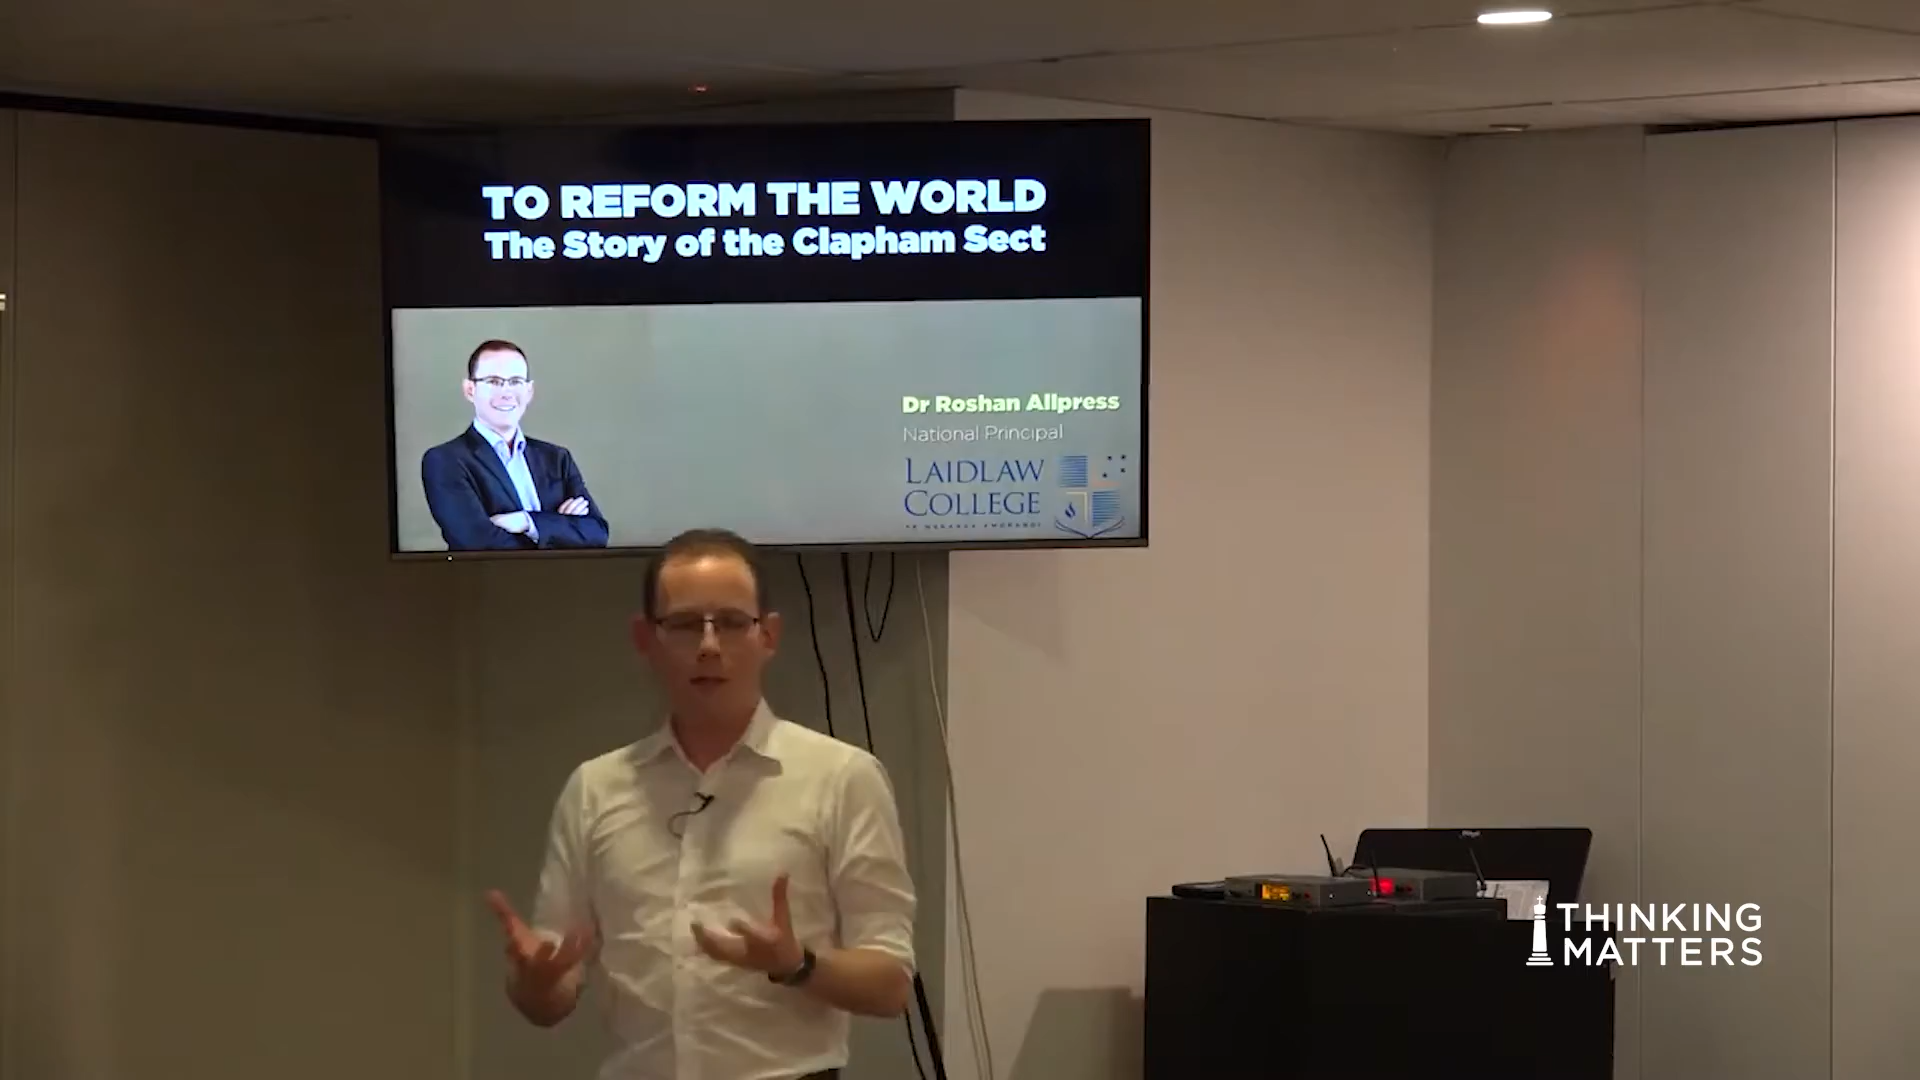 TO REFORM THE WORLD
The Story of the Clapham Sect
Dr Roshan Allpress
National Principal
LAIDLAW
COLLEGE
THINKING
MATTERS